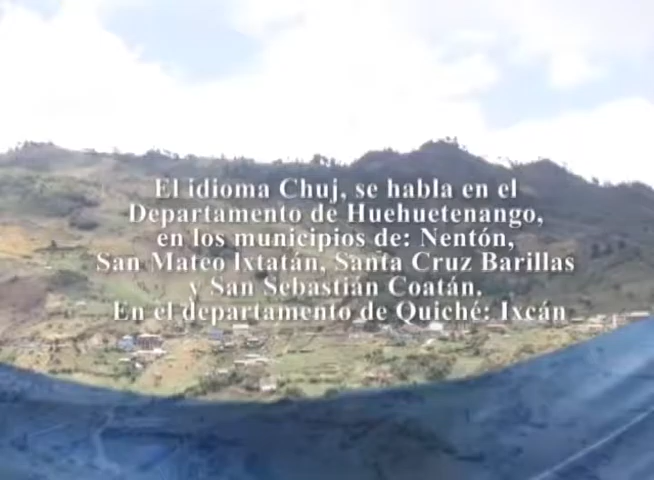 El idioma Chuj, se habla en el
Departamento de Huehuetenango,
en los municipios de: Nentón,
San Mateo Ixtatán, Santa Cruz Barillas
y San Sebastián Coatán.
En el departamento de Quiché: Ixcán